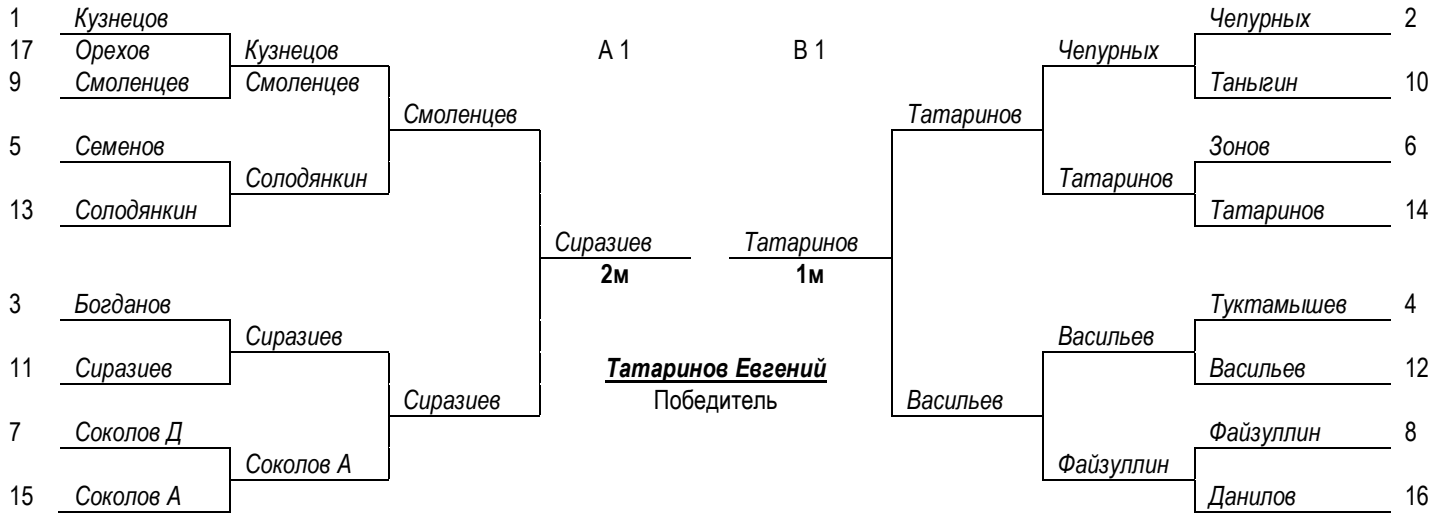 1 Кузнецов Чепурных 2
17 Орехов Кузнецов А 1 В 1 Чепурных
9 Смоленцев Смоленцев Таныгин 10
Смоленцев Татаринов
5 Семенов Зонов 6
Солодянкин Татаринов
13 Солодянкин Татаринов 14
Сиразиев Татаринов
2м 1м
3 Богданов Туктамышев 4
Сиразиев Васильев
11 Сиразиев Татаринов Евгений Васильев 12
Сиразиев Победитель Васильев
7 Соколов Д Файзуллин 8
Соколов А Файзуллин
15 Соколов А Данилов 16